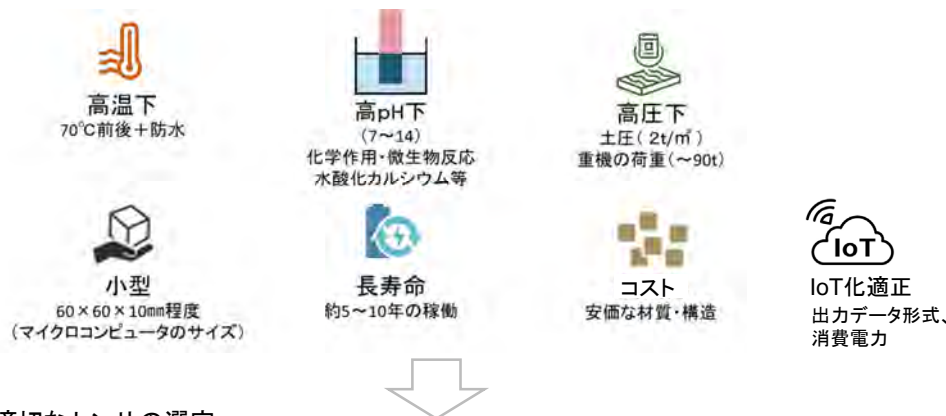 高温下
70℃前後＋防水
高pH下
（7～14）
化学作用・微生物反応
水酸化カルシウム等
高圧下
土圧（ 2t/㎡ ）
重機の荷重（～90t）
小型
60×60×10㎜程度
（マイクロコンピュータのサイズ）
長寿命
約5～10年の稼働
コスト
安価な材質・構造
IoT
IoT化適正
出力データ形式、
消費電力